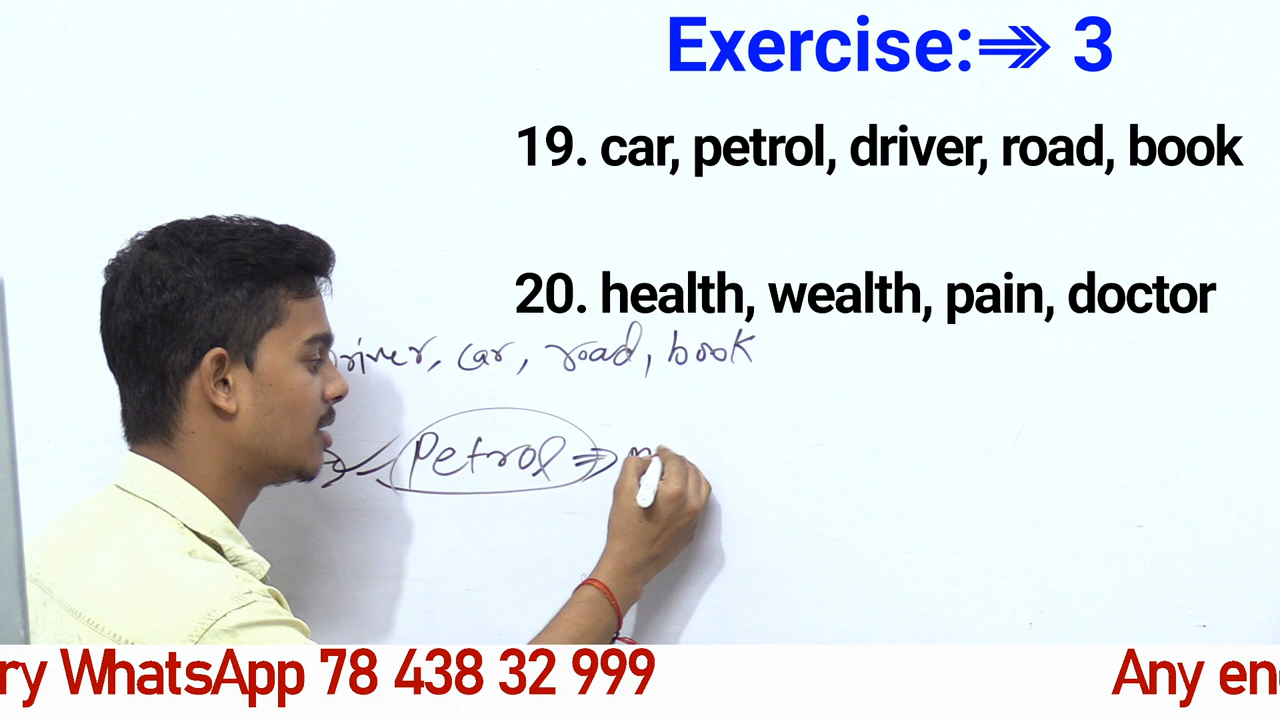 Exercise:⇛ 3
19. car, petrol, driver, road, book
20. health, wealth, pain, doctor
river, car, road, book
Petrol ⇒
ry WhatsApp 78 438 32 999 Any en